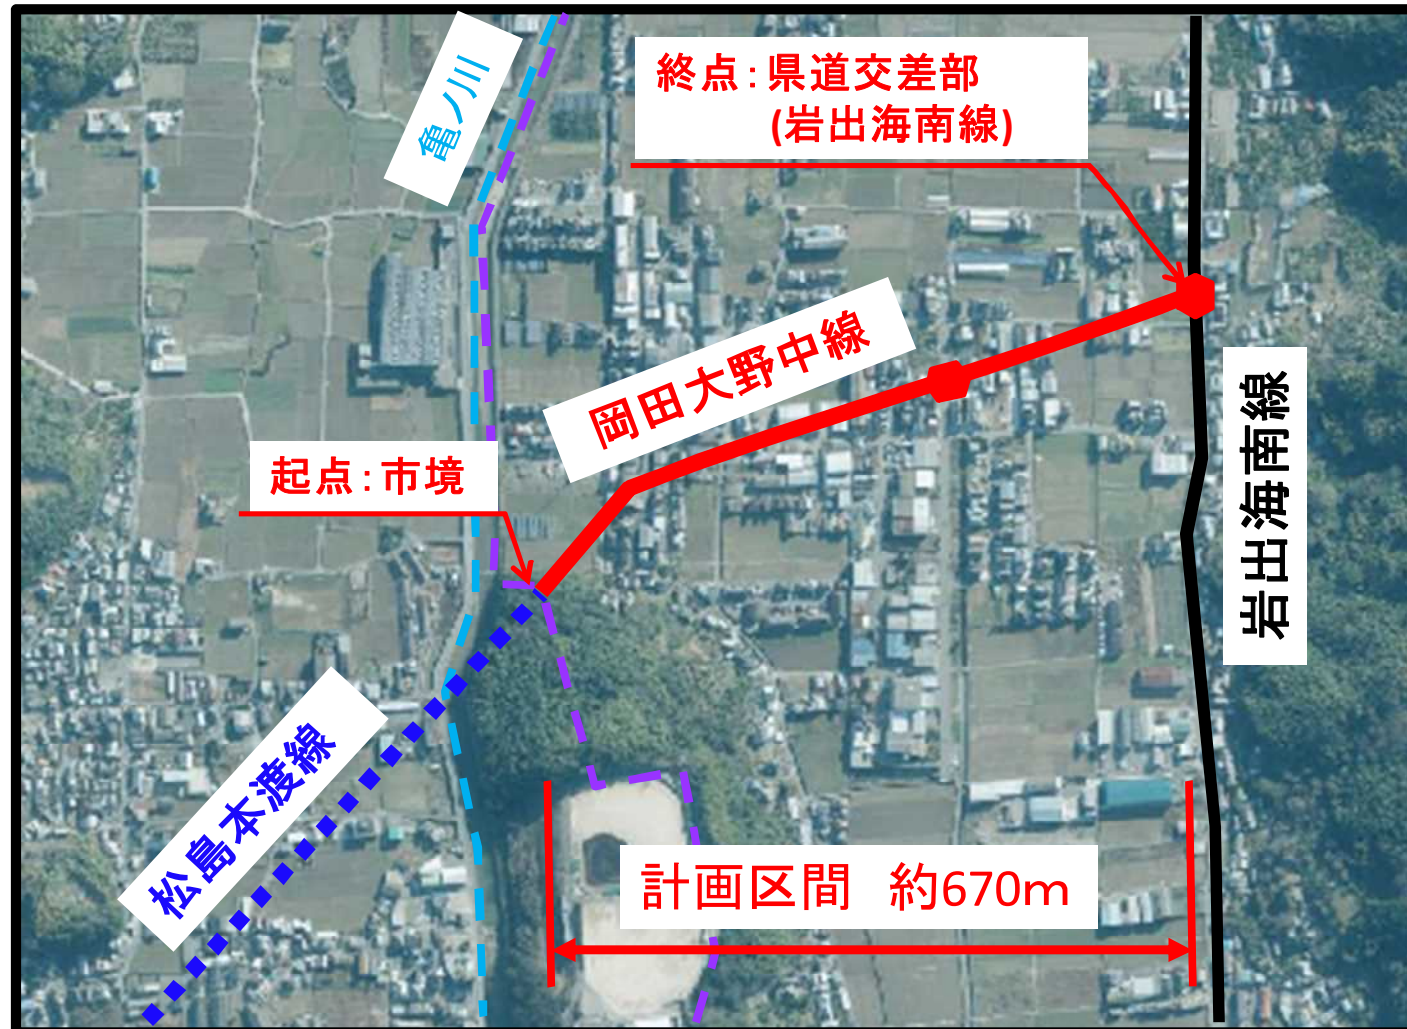 亀ノ川
終点：県道交差部
(岩出海南線)
岡田大野中線
起点：市境
岩出海南線
松島本渡線
計画区間　約670m